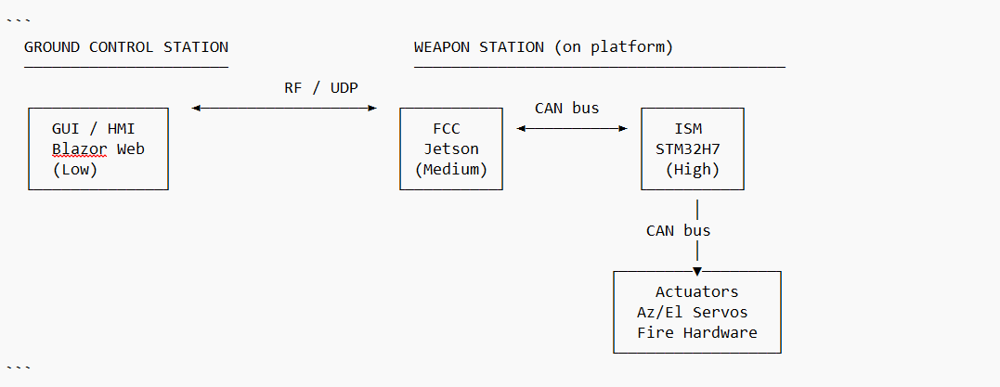 ```
GROUND CONTROL STATION WEAPON STATION (on platform)
RF / UDP
CAN bus
GUI / HMI FCC ISM
Blazor Web Jetson STM32H7
(Low) (Medium) (High)
CAN bus
Actuators
Az/El Servos
Fire Hardware
```